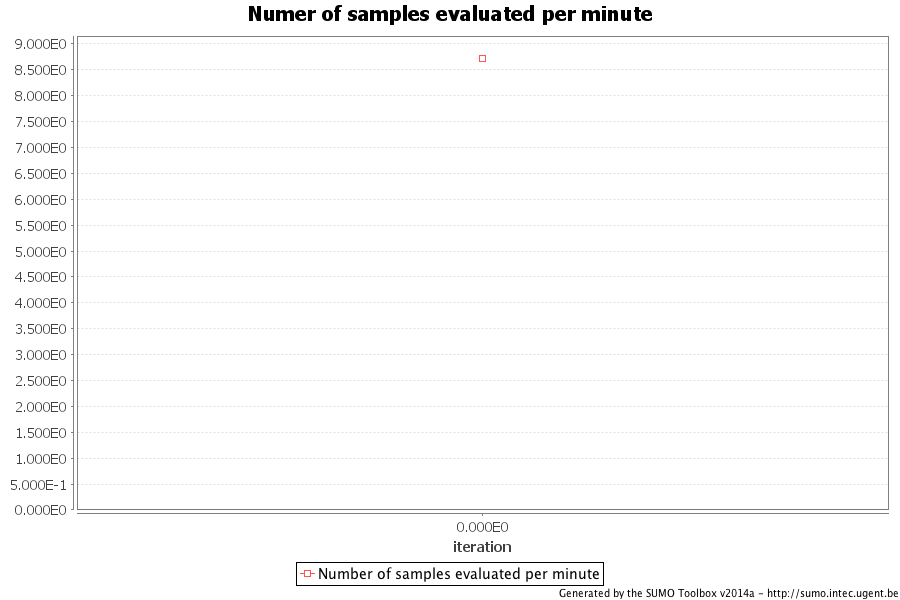 Numer of samples evaluated per minute
9.000E0
8.500E0
8.000E0
7.500E0
7.000E0
6.500E0
6.000E0
5.500E0
5.000E0
4.500E0
4.000E0
3.500E0
3.000E0
2.500E0
2.000E0
1.500E0
1.000E0
5.000E-1
0.000E0
0.000E0
iteration
Number of samples evaluated per minute
Generated by the SUMO Toolbox v2014a - http://sumo.intec.ugent.be